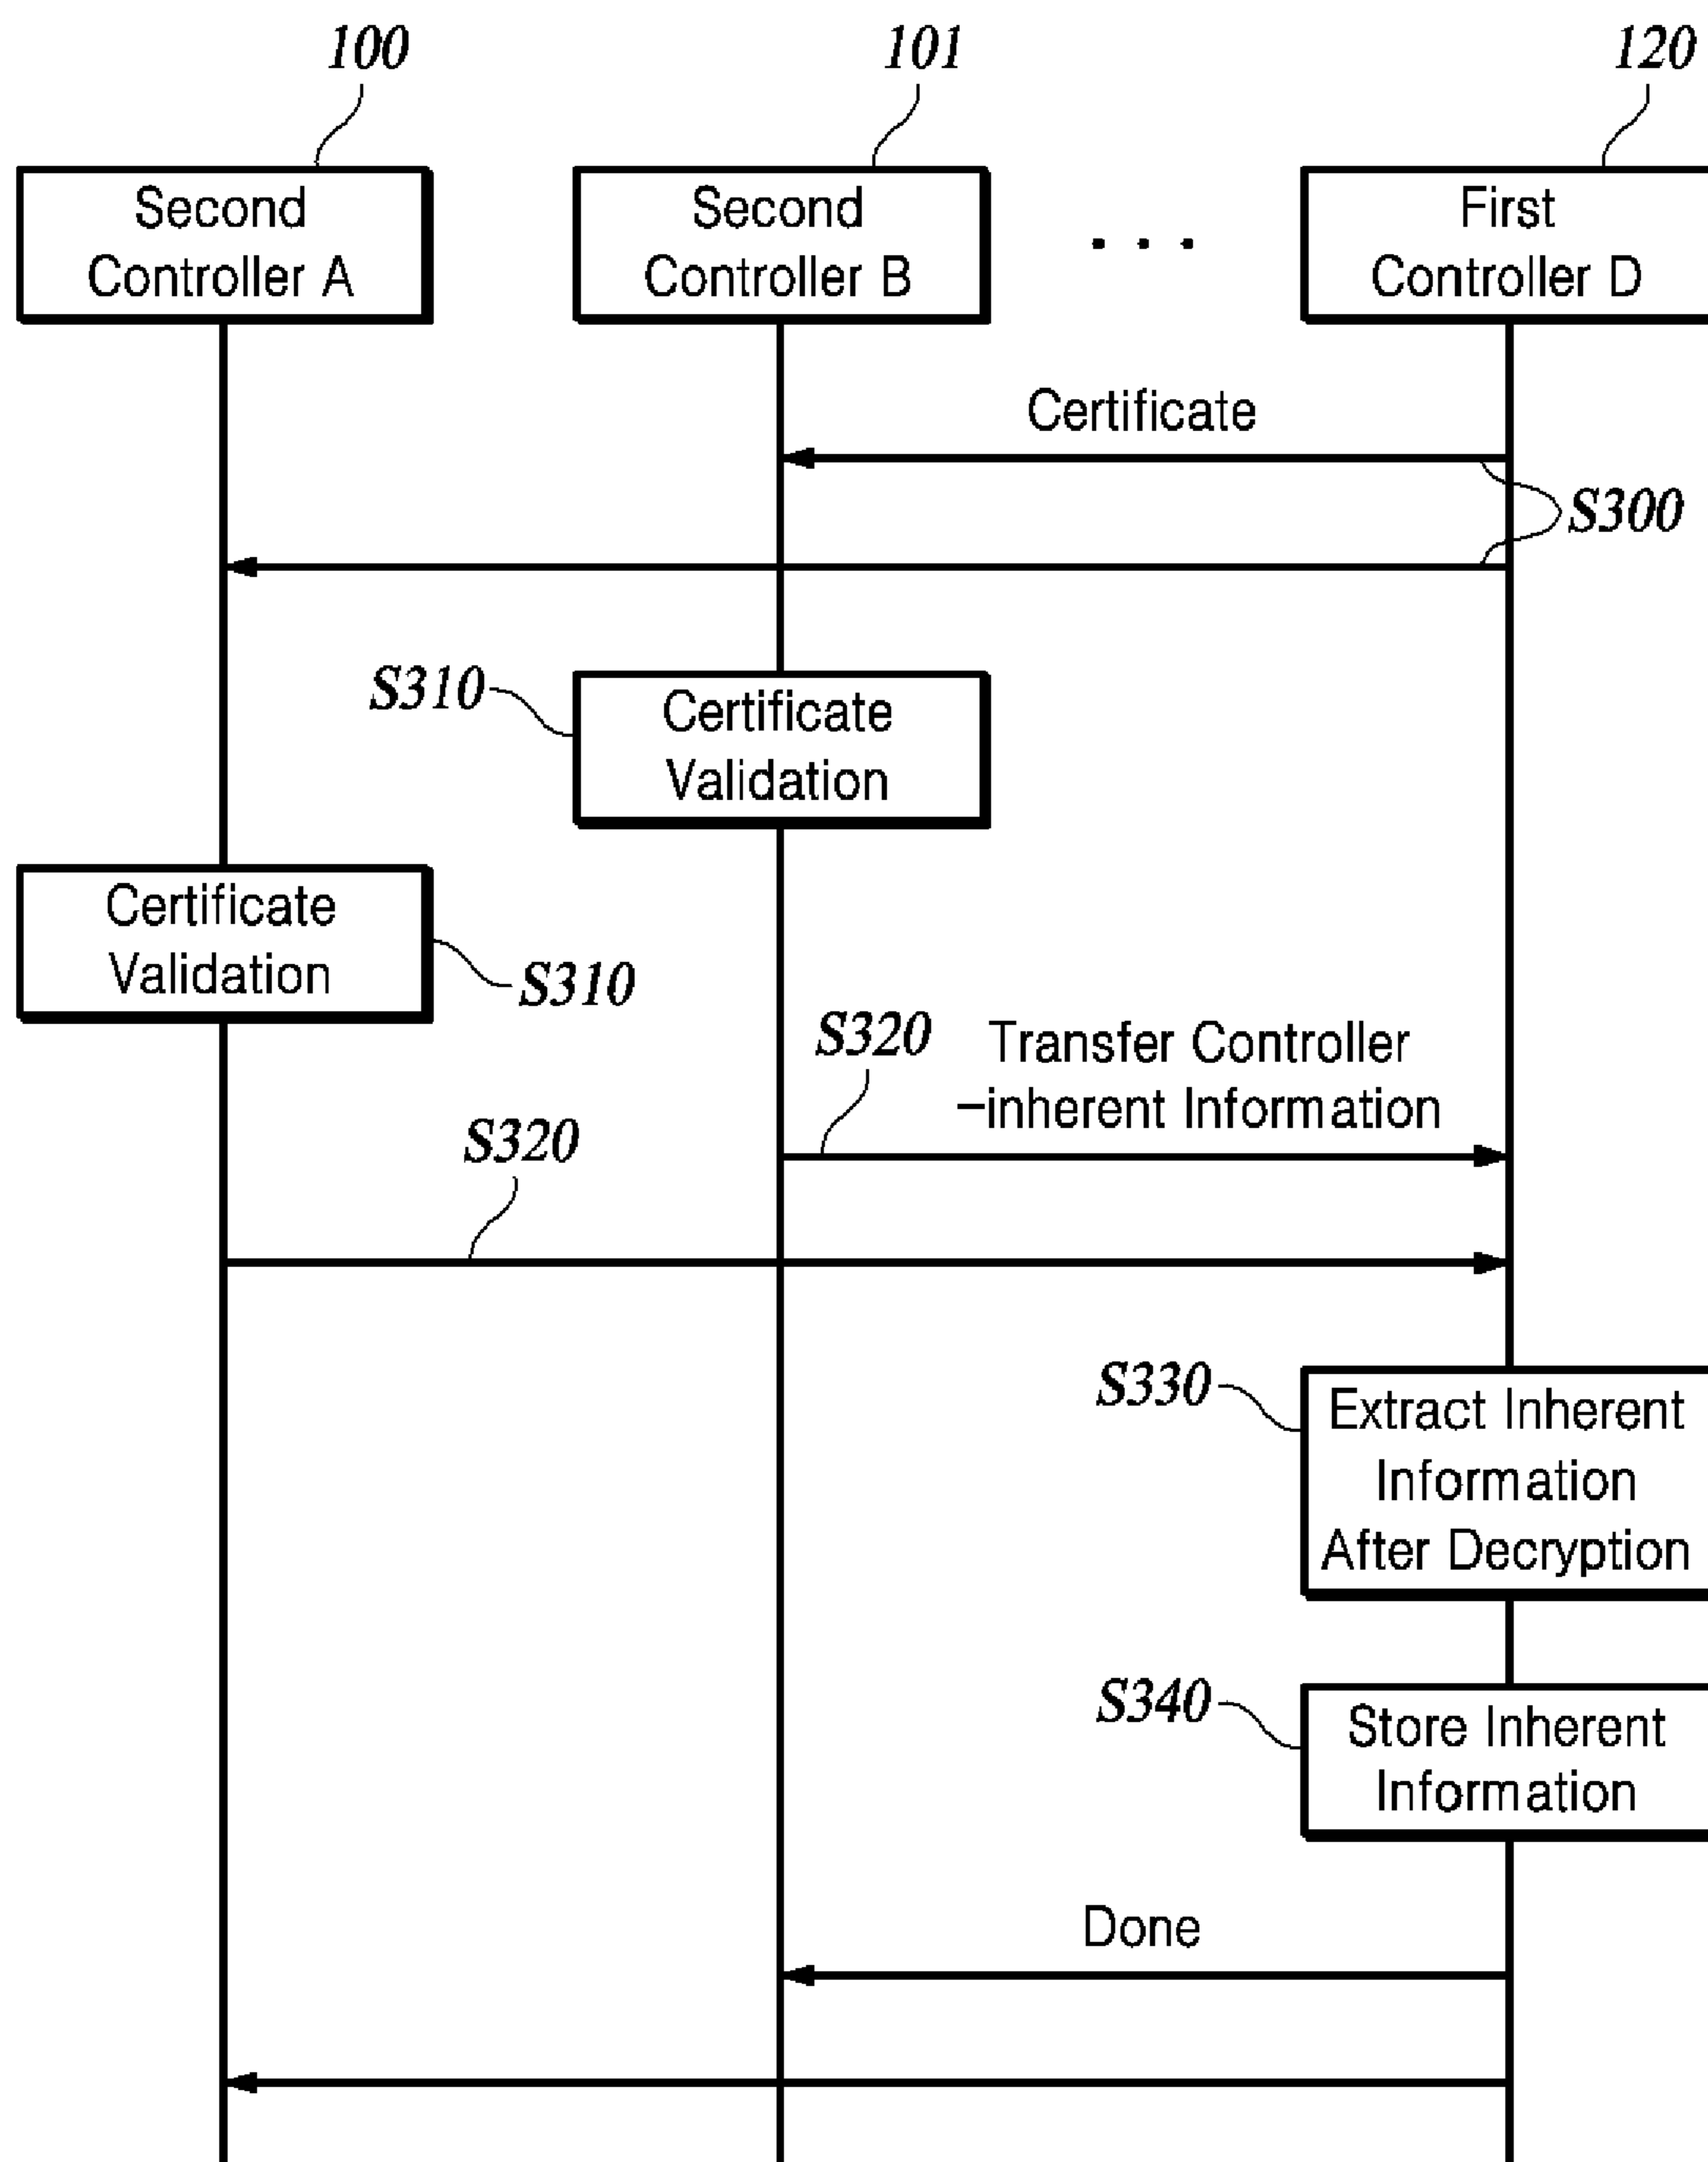 100
101
120
Second
Controller A
Second
Controller B
. . .
First
Controller D
Certificate
S300
S310
Certificate
Validation
Certificate
Validation
S310
S320
Transfer Controller
-inherent Information
S320
S330
Extract Inherent
Information
After Decryption
S340
Store Inherent
Information
Done